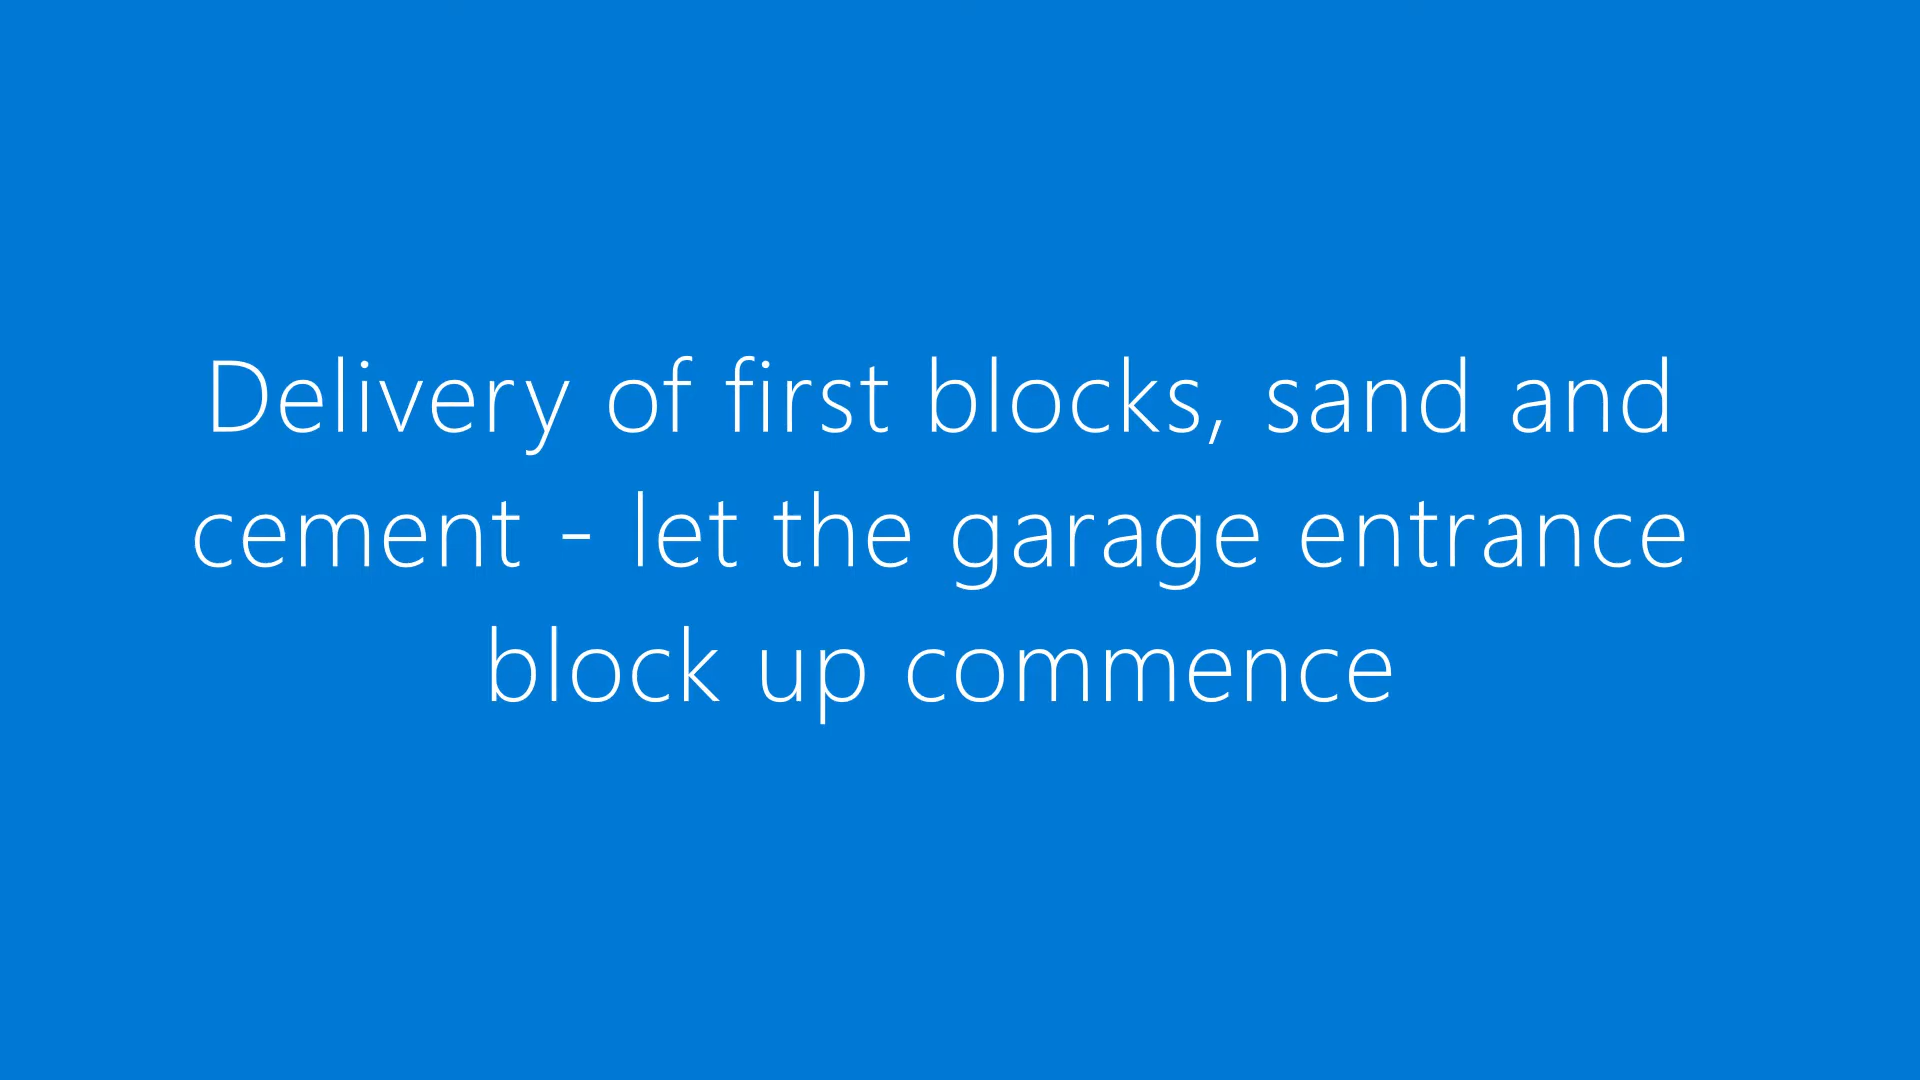 Delivery of first blocks, sand and
cement - let the garage entrance
block up commence